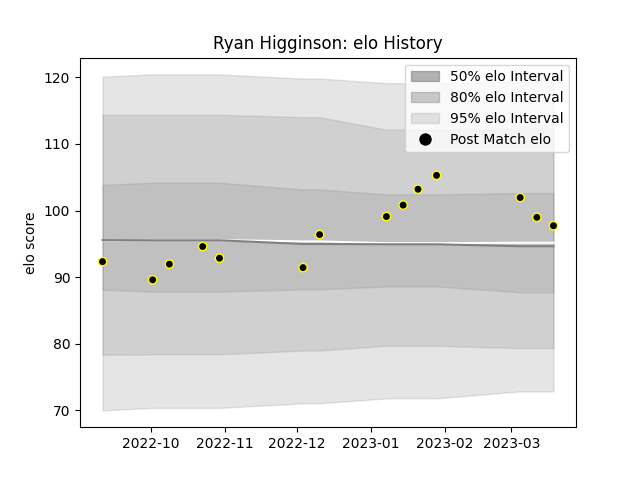 Ryan Higginson: elo History
120
110
100
90
80
70
elo score
50% elo Interval
80% elo Interval
95% elo Interval
Post Match elo
2022-10
2022-11
2022-12
2023-01
2023-02
2023-03